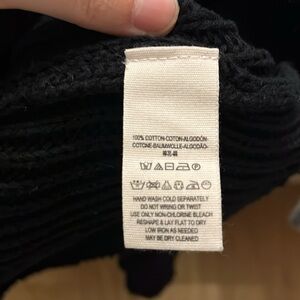 100% COTTON-COTON-ALGODÓN-
COTONE-BAUMWOLLE-ALGODÃO-
HAND WASH COLD SEPARATELY
DO NOT WRING OR TWIST
USE ONLY NON-CHLORINE BLEACH
RESHAPE & LAY FLAT TO DRY
LOW IRON AS NEEDED
MAY BE DRY CLEANED